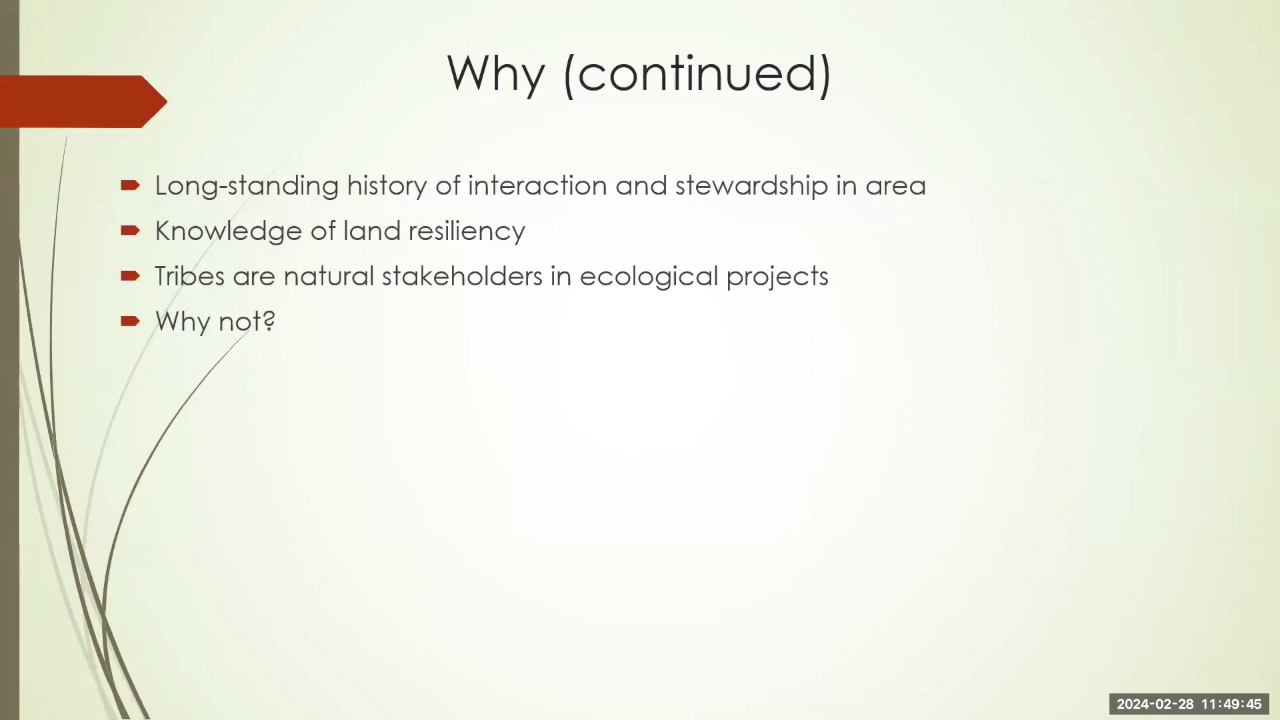 Why (continued)
Long-standing history of interaction and stewardship in area
Knowledge of land resiliency
Tribes are natural stakeholders in ecological projects
Why not?
2024-02-28 11:49:45